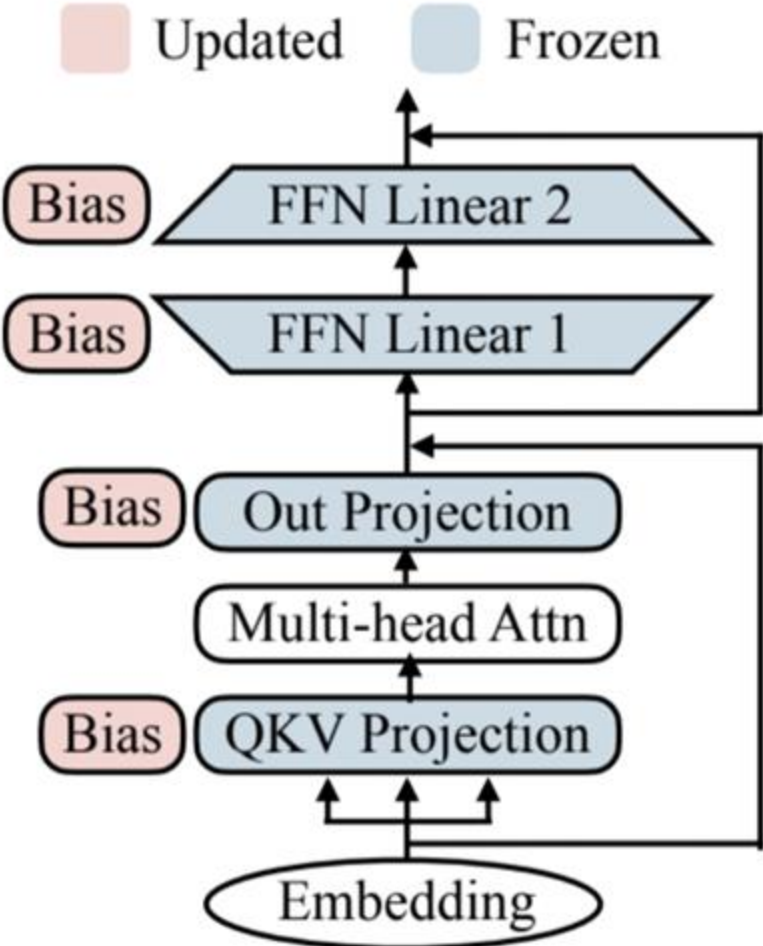 Updated Frozen
Bias FFN Linear 2
Bias FFN Linear 1
Bias Out Projection
Multi-head Attn
Bias QKV Projection
Embedding